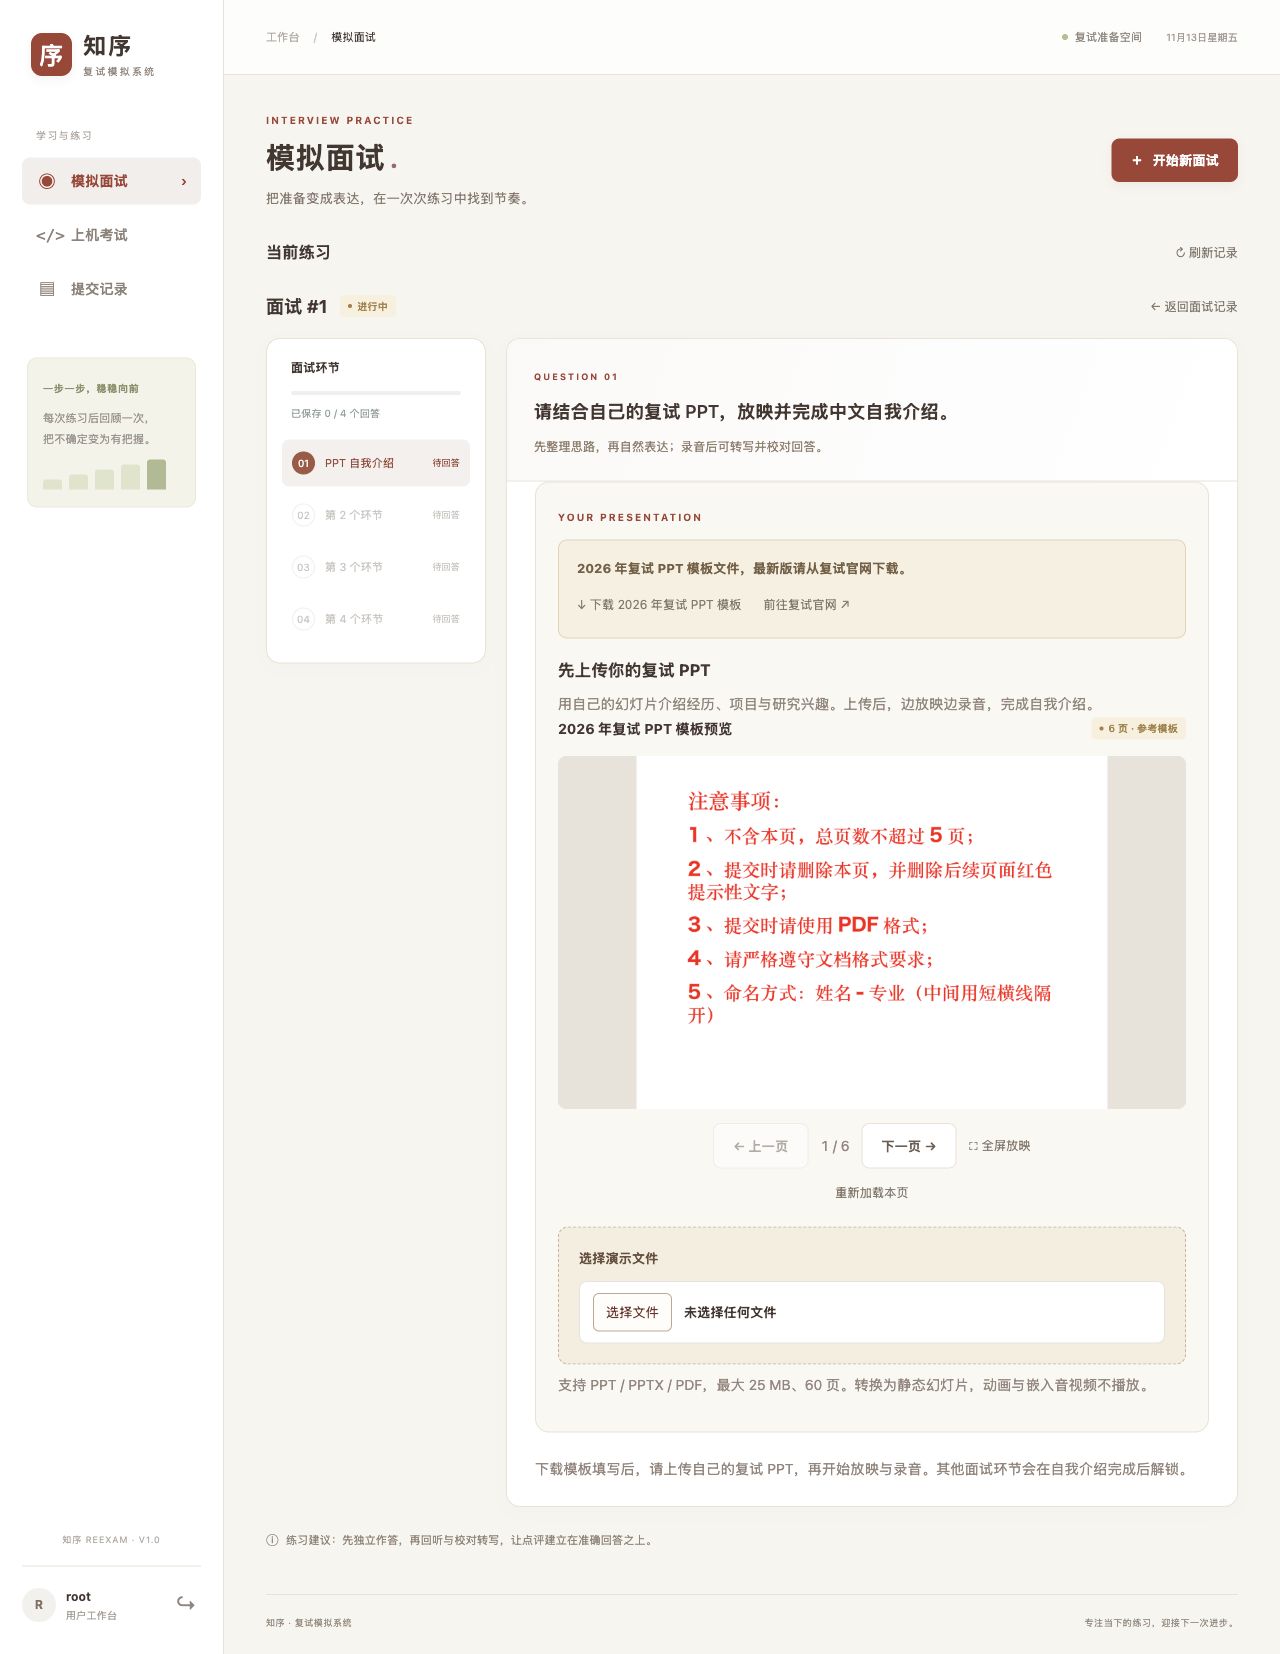 序
知序
复试模拟系统
学习与练习
模拟面试 ›
</> 上机考试
提交记录
一步一步，稳稳向前
每次练习后回顾一次，
把不确定变为有把握。
知序 REEXAM · V1.0
R
root
用户工作台
工作台 / 模拟面试
复试准备空间
11月13日星期五
INTERVIEW PRACTICE
模拟面试.
把准备变成表达，在一次次练习中找到节奏。
+ 开始新面试
当前练习
↻ 刷新记录
面试 #1
进行中
← 返回面试记录
面试环节
已保存 0 / 4 个回答
01 PPT 自我介绍 待回答
02 第 2 个环节 待回答
03 第 3 个环节 待回答
04 第 4 个环节 待回答
QUESTION 01
请结合自己的复试 PPT，放映并完成中文自我介绍。
先整理思路，再自然表达；录音后可转写并校对回答。
YOUR PRESENTATION
2026 年复试 PPT 模板文件，最新版请从复试官网下载。
↓ 下载 2026 年复试 PPT 模板 前往复试官网 ↗
先上传你的复试 PPT
用自己的幻灯片介绍经历、项目与研究兴趣。上传后，边放映边录音，完成自我介绍。
2026 年复试 PPT 模板预览
6 页 · 参考模板
注意事项：
1、不含本页，总页数不超过 5 页；
2、提交时请删除本页，并删除后续页面红色
提示性文字；
3、提交时请使用 PDF 格式；
4、请严格遵守文档格式要求；
5、命名方式：姓名 - 专业（中间用短横线隔
开）
← 上一页 1 / 6 下一页 → ⛶ 全屏放映
重新加载本页
选择演示文件
选择文件 未选择任何文件
支持 PPT / PPTX / PDF，最大 25 MB、60 页。转换为静态幻灯片，动画与嵌入音视频不播放。
下载模板填写后，请上传自己的复试 PPT，再开始放映与录音。其他面试环节会在自我介绍完成后解锁。
ⓘ 练习建议：先独立作答，再回听与校对转写，让点评建立在准确回答之上。
知序 · 复试模拟系统
专注当下的练习，迎接下一次进步。